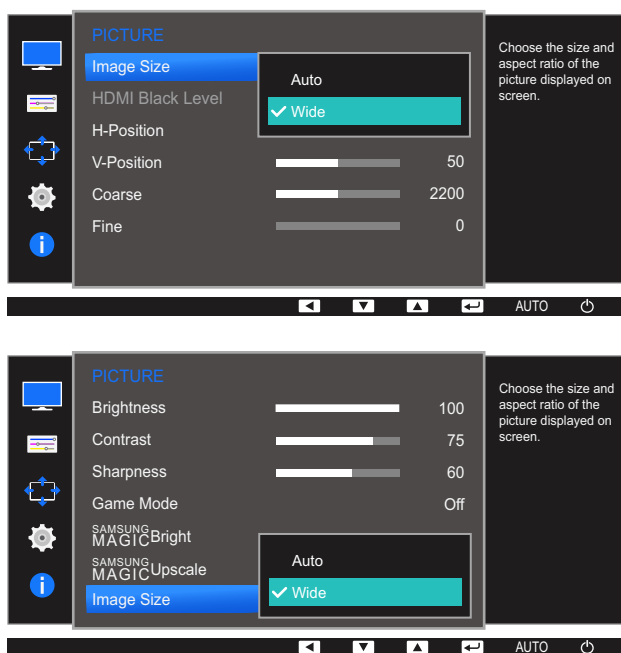 PICTURE
Image Size
Auto
Wide
HDMI Black Level
H-Position
V-Position 50
Coarse 2200
Fine 0
Choose the size and
aspect ratio of the
picture displayed on
screen.
AUTO
PICTURE
Brightness 100
Contrast 75
Sharpness 60
Game Mode Off
SAMSUNG
MAGICBright
SAMSUNG
MAGICUpscale
Image Size
Auto
Wide
Choose the size and
aspect ratio of the
picture displayed on
screen.
AUTO